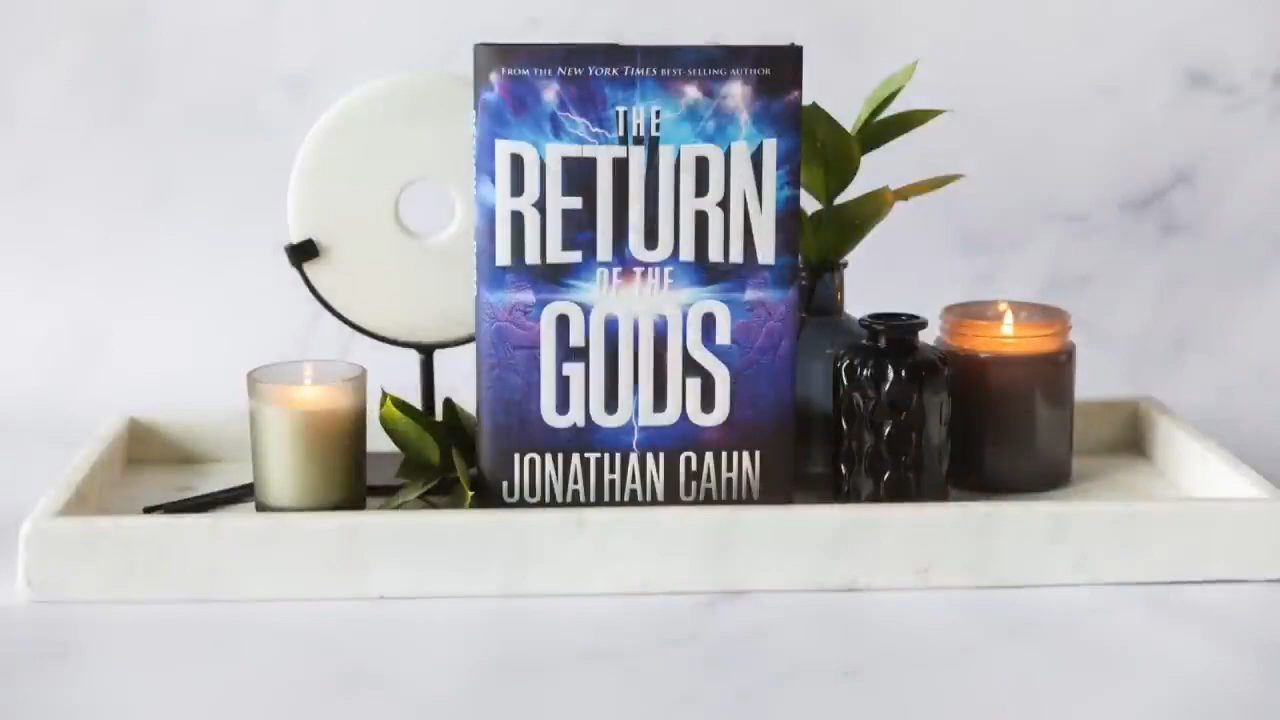 FROM THE NEW YORK TIMES BEST-SELLING AUTHOR
THE
RETURN
OF THE
GODS
JONATHAN CAHN